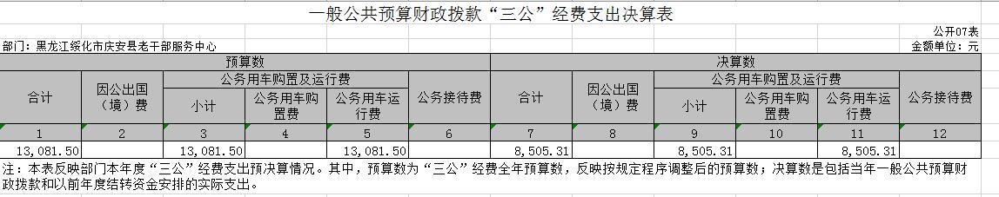 一般公共预算财政拨款“三公”经费支出决算表
公开07表
部门：黑龙江绥化市庆安县老干部服务中心 金额单位：元
预算数 决算数
合计 因公出国（境）费 公务用车购置及运行费 公务接待费 合计 因公出国（境）费 公务用车购置及运行费 公务接待费
小计 公务用车购置费 公务用车运行费 小计 公务用车购置费 公务用车运行费
1 2 3 4 5 6 7 8 9 10 11 12
13,081.50 13,081.50 13,081.50 8,505.31 8,505.31 8,505.31
注：本表反映部门本年度“三公”经费支出预决算情况。其中，预算数为“三公”经费全年预算数，反映按规定程序调整后的预算数；决算数是包括当年一般公共预算财
政拨款和以前年度结转资金安排的实际支出。